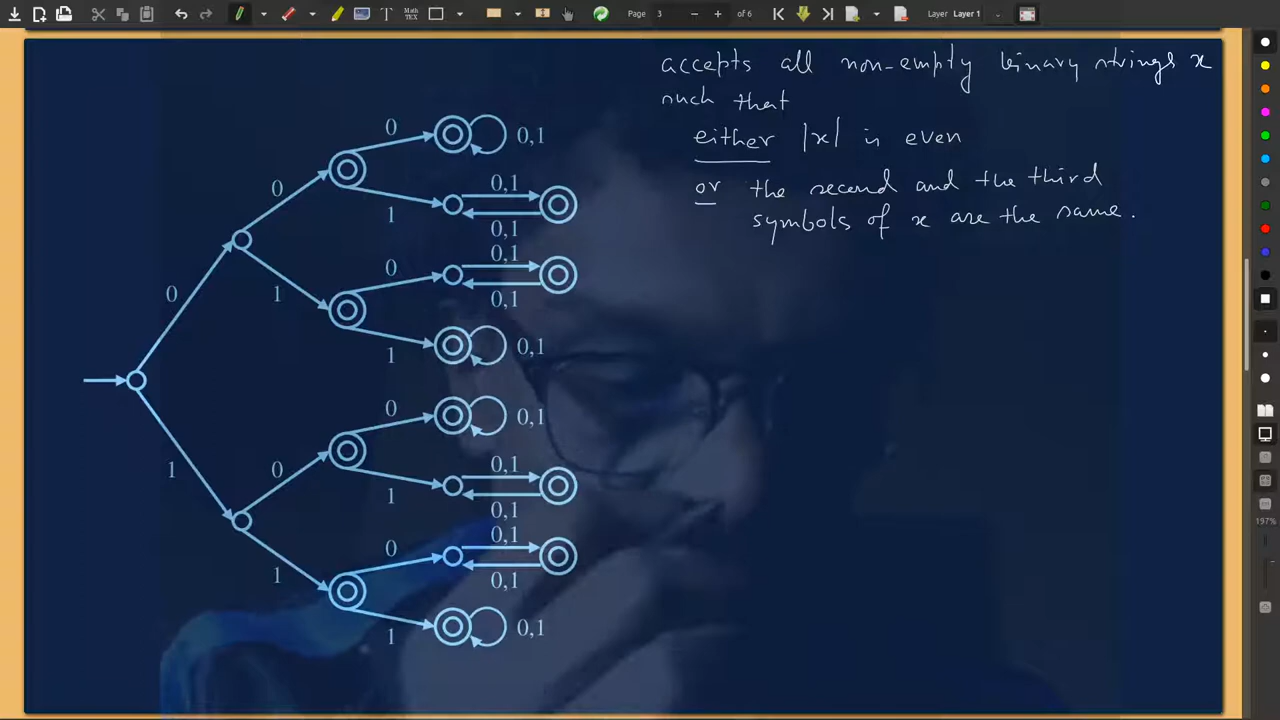 Math
TEX
T
Page 3 of 6
Layer Layer 1
accepts all non-empty binary strings x
such that
either |x| is even
or the second and the third
symbols of x are the same.
0
0,1
0
0,1
1
0,1
0,1
0
0
1
0,1
1
0,1
0
0,1
0
0,1
1
0,1
1
0,1
0
0,1
1
0,1
1
0,1
197%